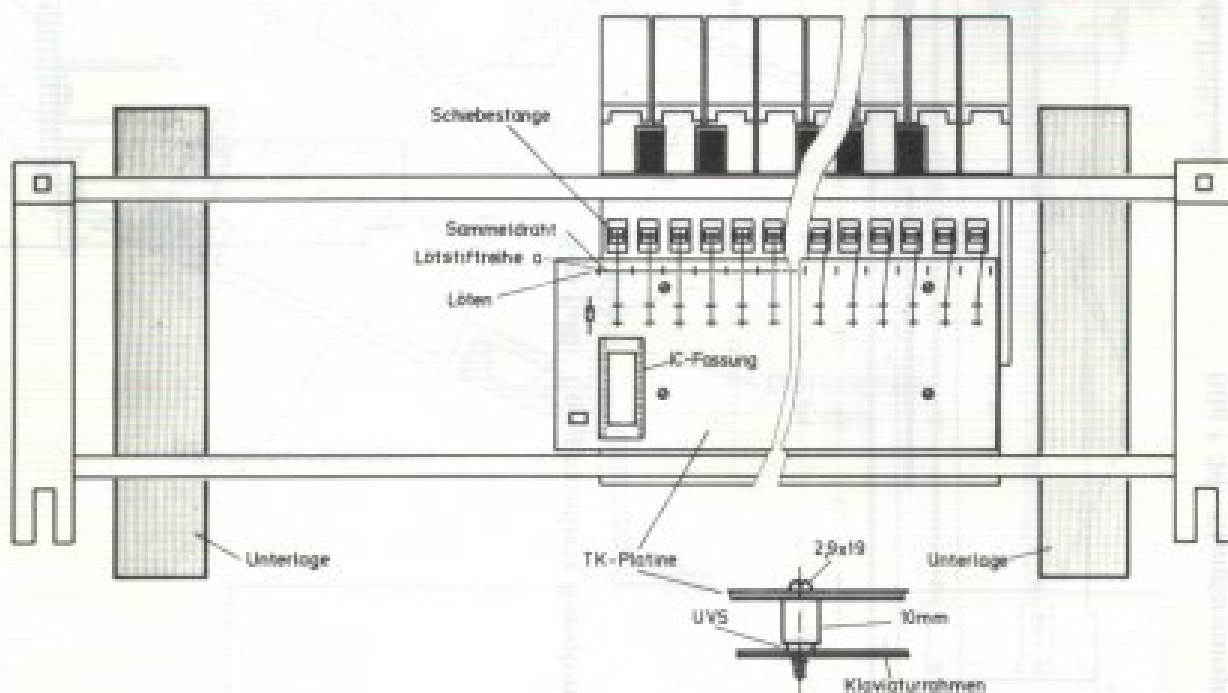 Schiebestange
Sammeldraht
Lötstiftreihe a
Löten
IC-Fassung
Unterlage
TK-Platine
2,9x19
Unterlage
UVS
10mm
Klaviaturrahmen